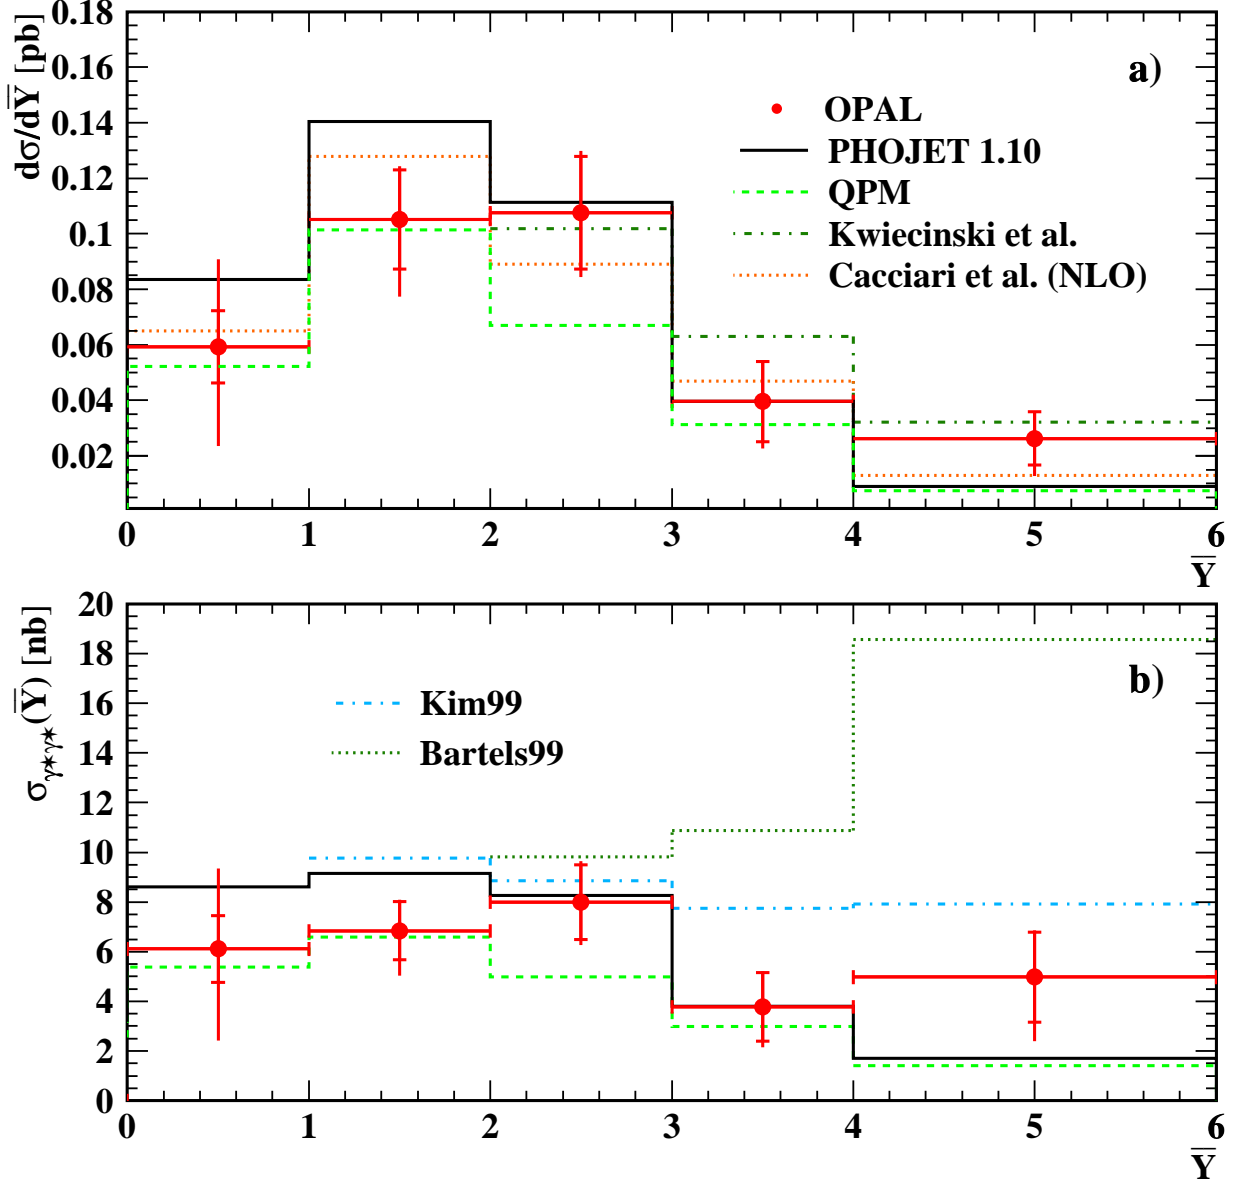 dσ/dY̅ [pb]
0.18
0.16
0.14
0.12
0.1
0.08
0.06
0.04
0.02
a)
OPAL
PHOJET 1.10
QPM
Kwiecinski et al.
Cacciari et al. (NLO)
0 1 2 3 4 5 6
Y̅
σγ*γ*(Y̅) [nb]
20
18
16
14
12
10
8
6
4
2
0
b)
Kim99
Bartels99
0 1 2 3 4 5 6
Y̅